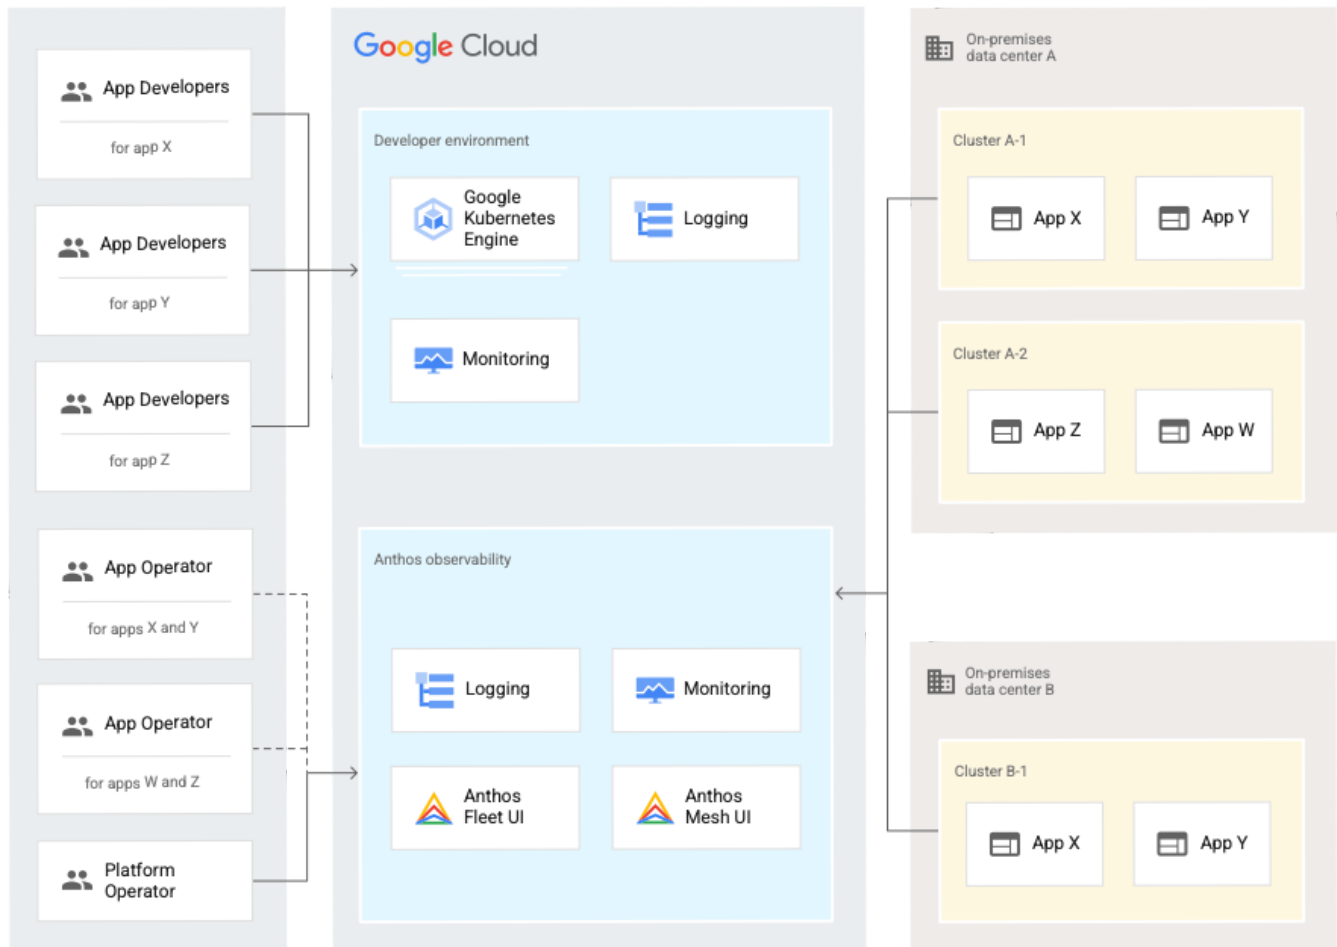 App Developers
for app X
App Developers
for app Y
App Developers
for app Z
App Operator
for apps X and Y
App Operator
for apps W and Z
Platform
Operator
Google Cloud
Developer environment
Google
Kubernetes
Engine
Logging
Monitoring
Anthos observability
Logging
Monitoring
Anthos
Fleet UI
Anthos
Mesh UI
On-premises
data center A
Cluster A-1
App X
App Y
Cluster A-2
App Z
App W
On-premises
data center B
Cluster B-1
App X
App Y